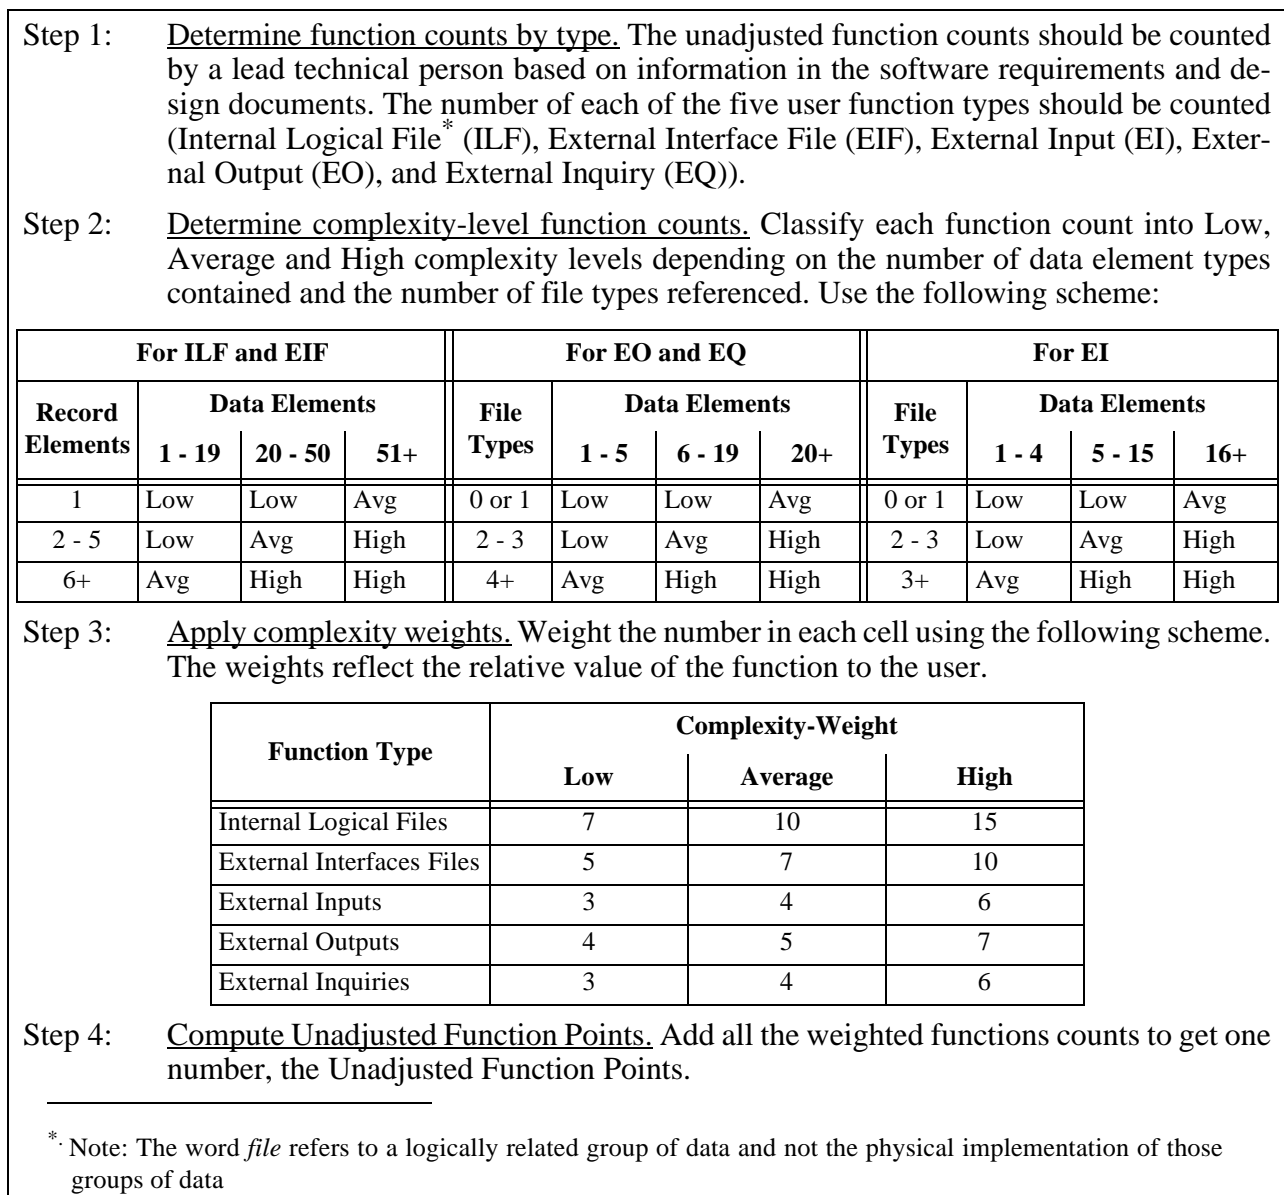 Step 1: Determine function counts by type. The unadjusted function counts should be counted
by a lead technical person based on information in the software requirements and de-
sign documents. The number of each of the five user function types should be counted
(Internal Logical File* (ILF), External Interface File (EIF), External Input (EI), Exter-
nal Output (EO), and External Inquiry (EQ)).
Step 2: Determine complexity-level function counts. Classify each function count into Low,
Average and High complexity levels depending on the number of data element types
contained and the number of file types referenced. Use the following scheme:
For ILF and EIF For EO and EQ For EI
Record Elements Data Elements File Types Data Elements File Types Data Elements
1 - 19 20 - 50 51+ 1 - 5 6 - 19 20+ 1 - 4 5 - 15 16+
1 Low Low Avg 0 or 1 Low Low Avg 0 or 1 Low Low Avg
2 - 5 Low Avg High 2 - 3 Low Avg High 2 - 3 Low Avg High
6+ Avg High High 4+ Avg High High 3+ Avg High High
Step 3: Apply complexity weights. Weight the number in each cell using the following scheme.
The weights reflect the relative value of the function to the user.
Function Type Complexity-Weight
Low Average High
Internal Logical Files 7 10 15
External Interfaces Files 5 7 10
External Inputs 3 4 6
External Outputs 4 5 7
External Inquiries 3 4 6
Step 4: Compute Unadjusted Function Points. Add all the weighted functions counts to get one
number, the Unadjusted Function Points.
*. Note: The word file refers to a logically related group of data and not the physical implementation of those
groups of data